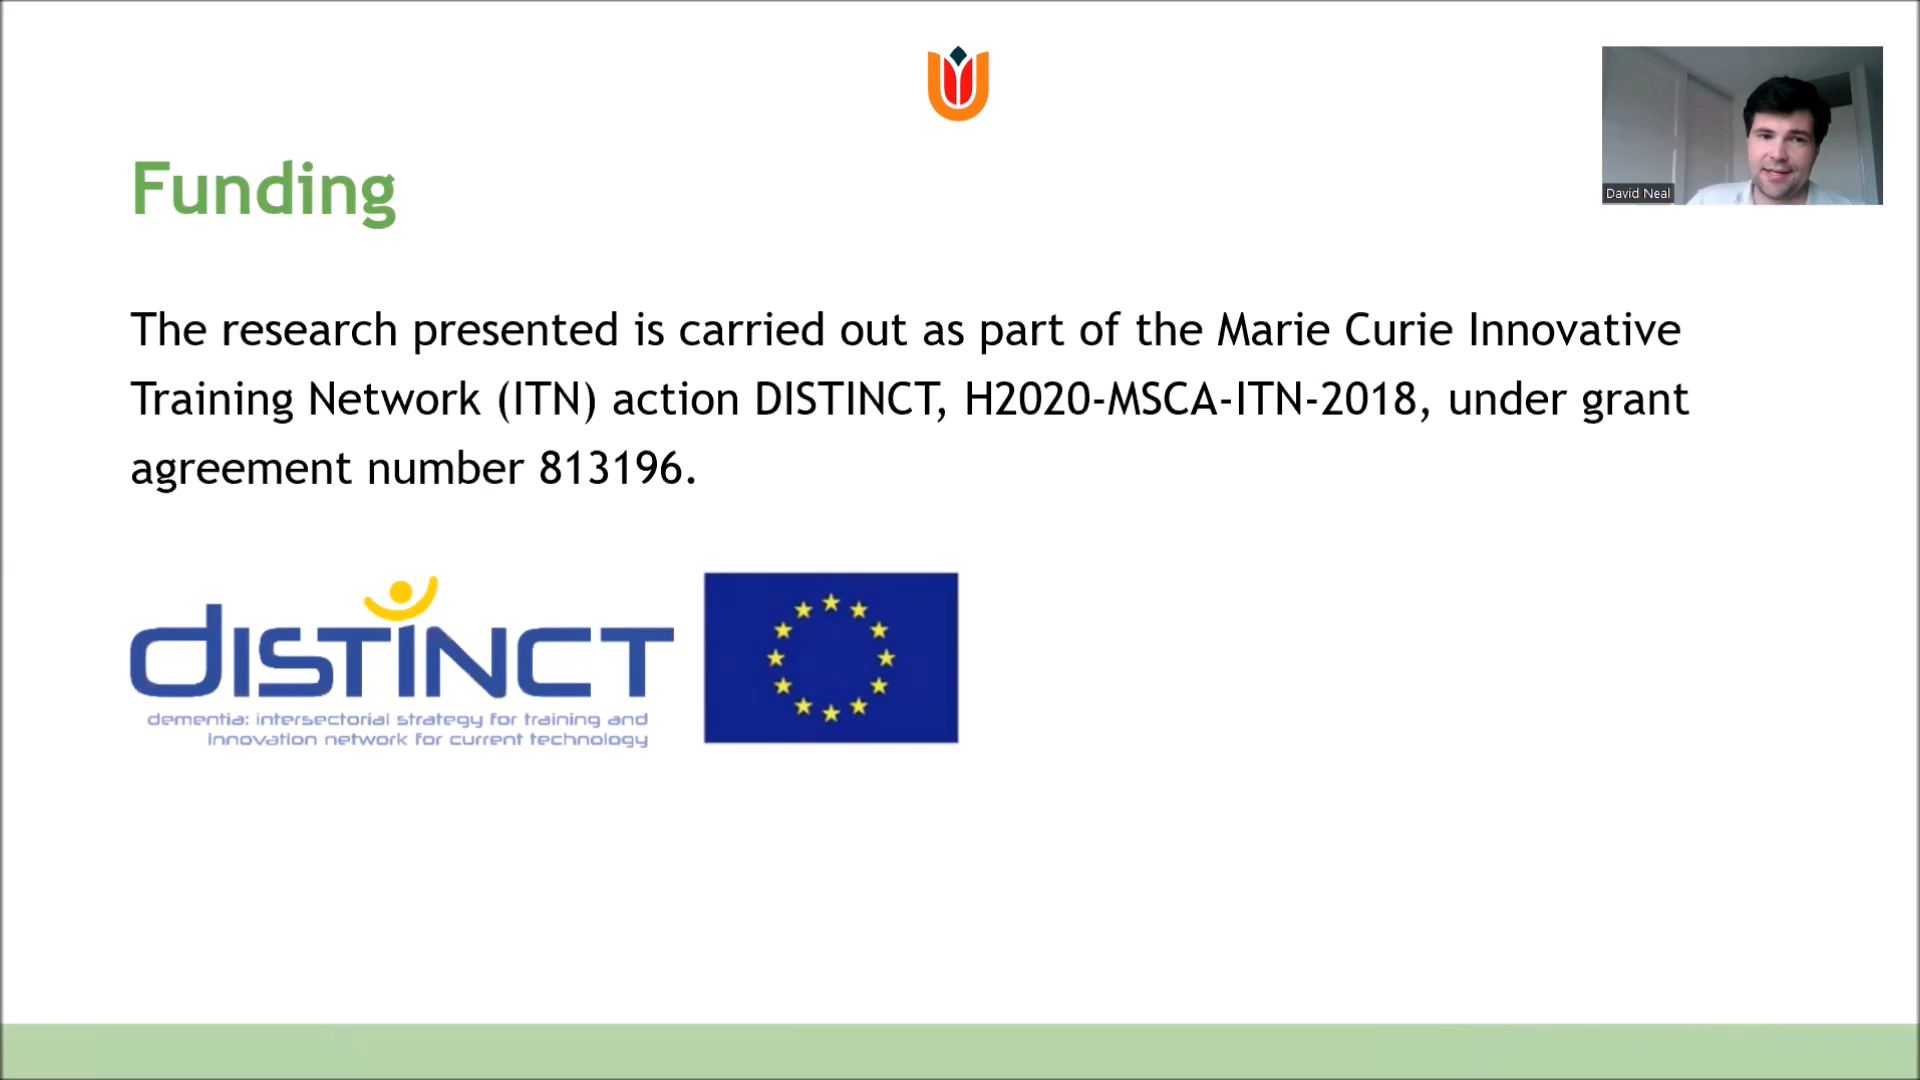 David Neal
Funding
The research presented is carried out as part of the Marie Curie Innovative
Training Network (ITN) action DISTINCT, H2020-MSCA-ITN-2018, under grant
agreement number 813196.
dISTINCT
dementia: intersectorial strategy for training and
innovation network for current technology